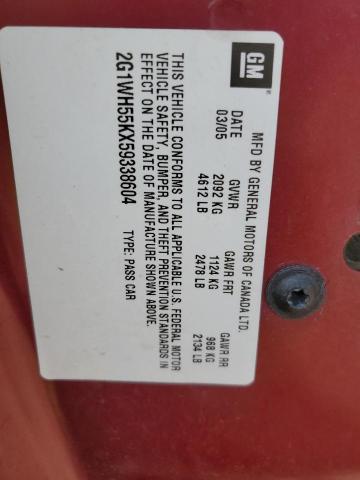 GM
MFD BY GENERAL MOTORS OF CANADA LTD.
DATE GVWR GAWR FRT GAWR RR
03/05 2092 KG 1124 KG 968 KG
4612 LB 2478 LB 2134 LB
THIS VEHICLE CONFORMS TO ALL APPLICABLE U.S. FEDERAL MOTOR
VEHICLE SAFETY, BUMPER, AND THEFT PREVENTION STANDARDS IN
EFFECT ON THE DATE OF MANUFACTURE SHOWN ABOVE.
2G1WH55KX59338604 TYPE: PASS CAR